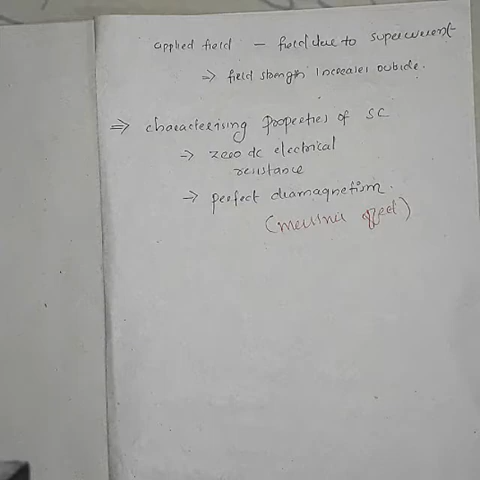 applied field - field due to supercurrent
⇒ field strength increases outside.
⇒ characterising properties of SC
→ zero dc electrical
resistance
→ perfect diamagnetism.
(meissner effect)